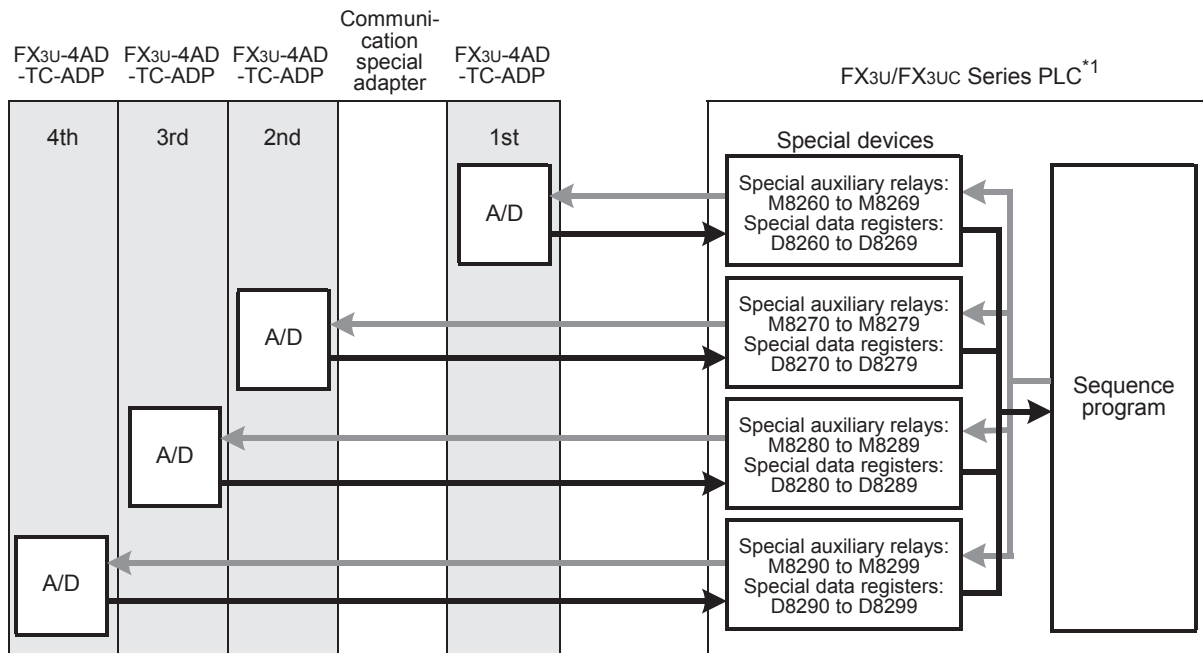 FX3U-4AD
-TC-ADP
FX3U-4AD
-TC-ADP
FX3U-4AD
-TC-ADP
Communi-
cation
special
adapter
FX3U-4AD
-TC-ADP
FX3U/FX3UC Series PLC*1
4th
3rd
2nd
1st
Special devices
A/D
Special auxiliary relays:
M8260 to M8269
Special data registers:
D8260 to D8269
A/D
Special auxiliary relays:
M8270 to M8279
Special data registers:
D8270 to D8279
A/D
Special auxiliary relays:
M8280 to M8289
Special data registers:
D8280 to D8289
A/D
Special auxiliary relays:
M8290 to M8299
Special data registers:
D8290 to D8299
Sequence
program